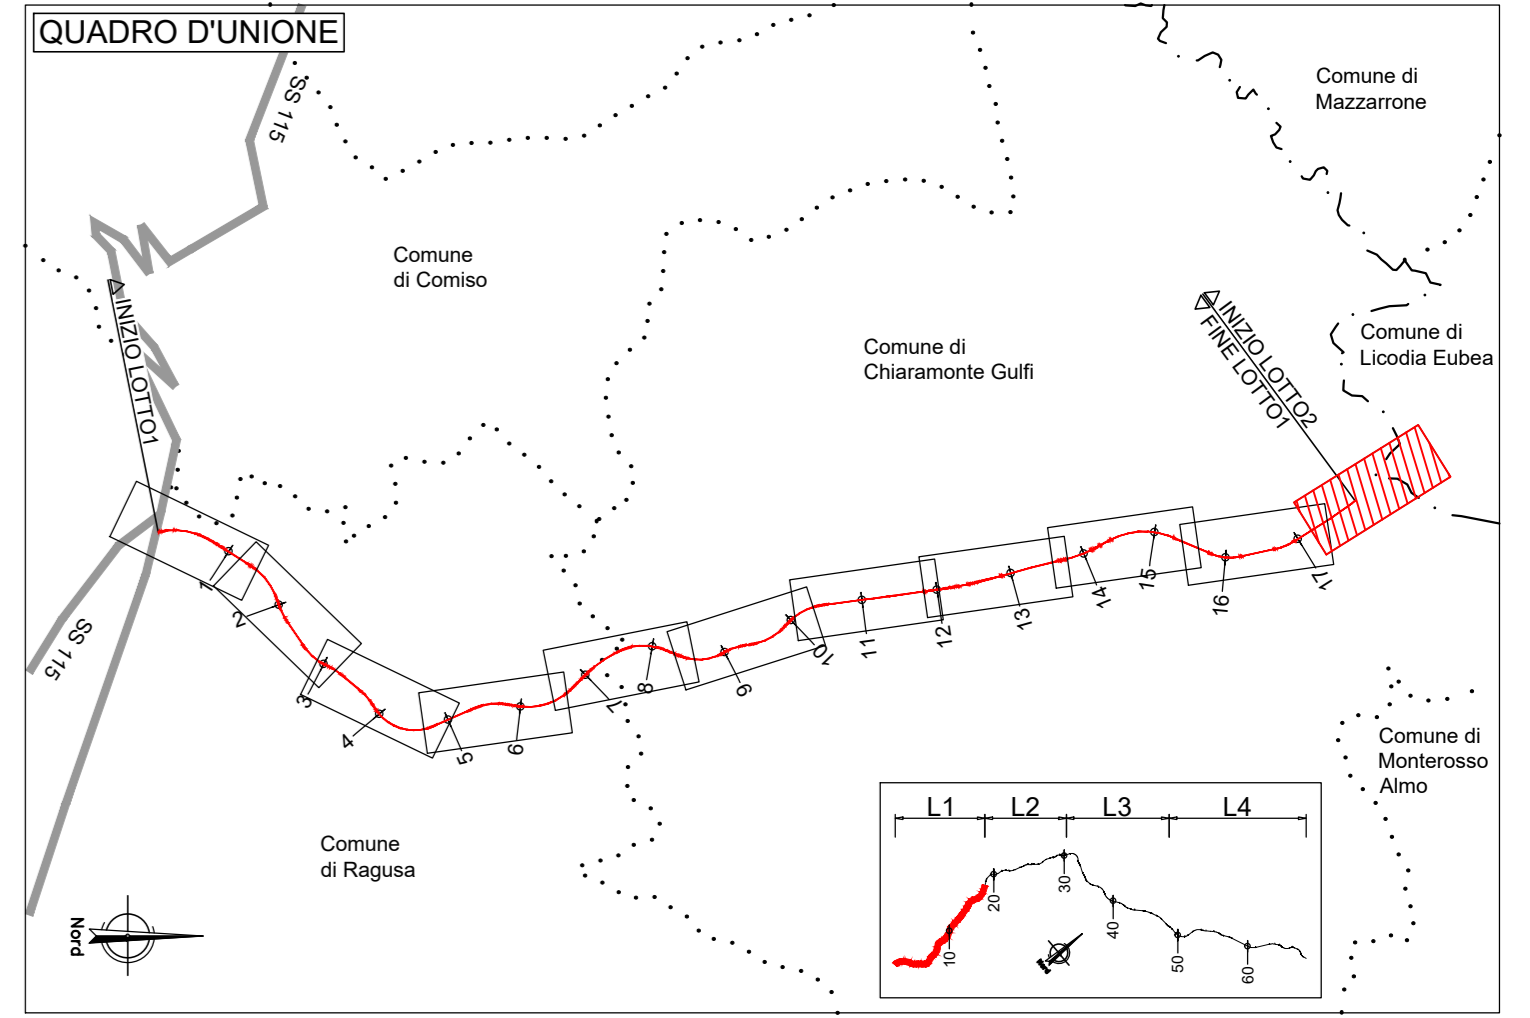 QUADRO D'UNIONE
SS 115
Comune di
Mazzarrone
Comune
di Comiso
INIZIO LOTTO1
Comune di
Chiaramonte Gulfi
INIZIO LOTTO2
FINE LOTTO1
Comune di
Licodia Eubea
1
2
3
4
5
6
7
8
9
10
11
12
13
14
15
16
17
SS 115
Comune
di Ragusa
Comune di
Monterosso
Almo
Nord
L1 L2 L3 L4
10
20
30
40
50
60